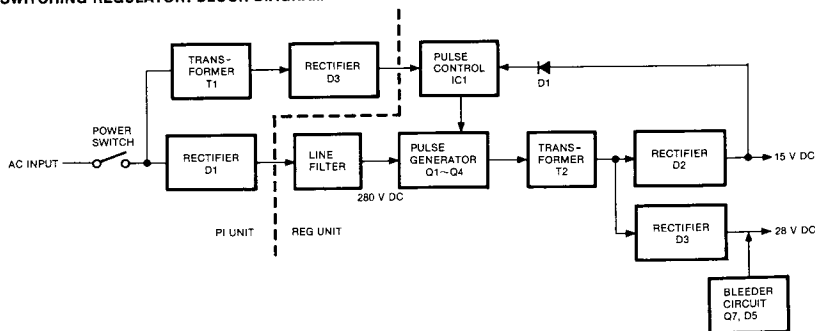 SWITCHING REGULATOR: BLOCK DIAGRAM
TRANS-
FORMER
T1
RECTIFIER
D3
PULSE
CONTROL
IC1
D1
POWER
SWITCH
AC INPUT
RECTIFIER
D1
LINE
FILTER
280 V DC
PULSE
GENERATOR
Q1~Q4
TRANS-
FORMER
T2
RECTIFIER
D2
15 V DC
PI UNIT
REG UNIT
RECTIFIER
D3
28 V DC
BLEEDER
CIRCUIT
Q7, D5